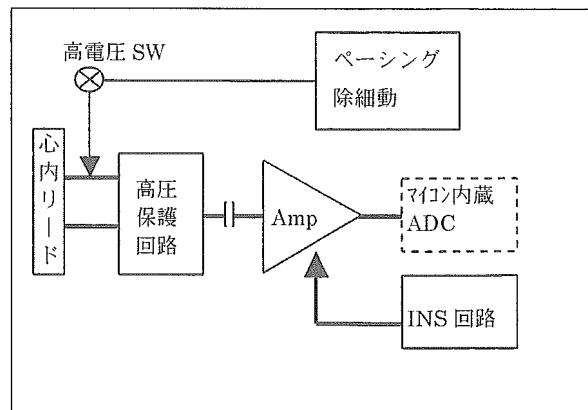 高電圧 SW
ペーシング
除細動
心内リード
高圧
保護
回路
Amp
マイコン内蔵
ADC
INS 回路